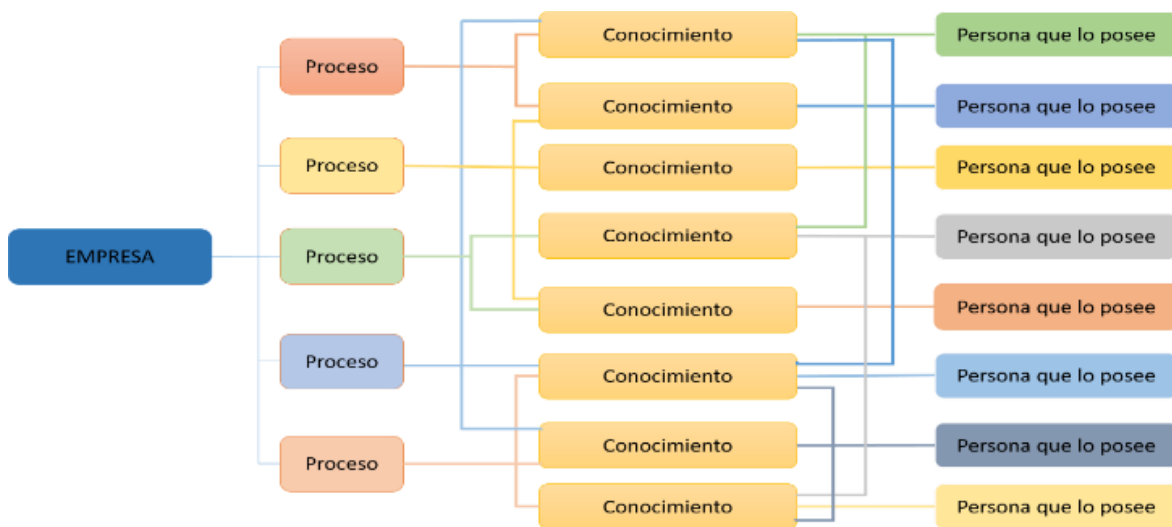 Conocimiento
Persona que lo posee
Proceso
Conocimiento
Persona que lo posee
Proceso
Conocimiento
Persona que lo posee
Conocimiento
Persona que lo posee
EMPRESA
Proceso
Conocimiento
Persona que lo posee
Proceso
Conocimiento
Persona que lo posee
Conocimiento
Persona que lo posee
Proceso
Conocimiento
Persona que lo posee